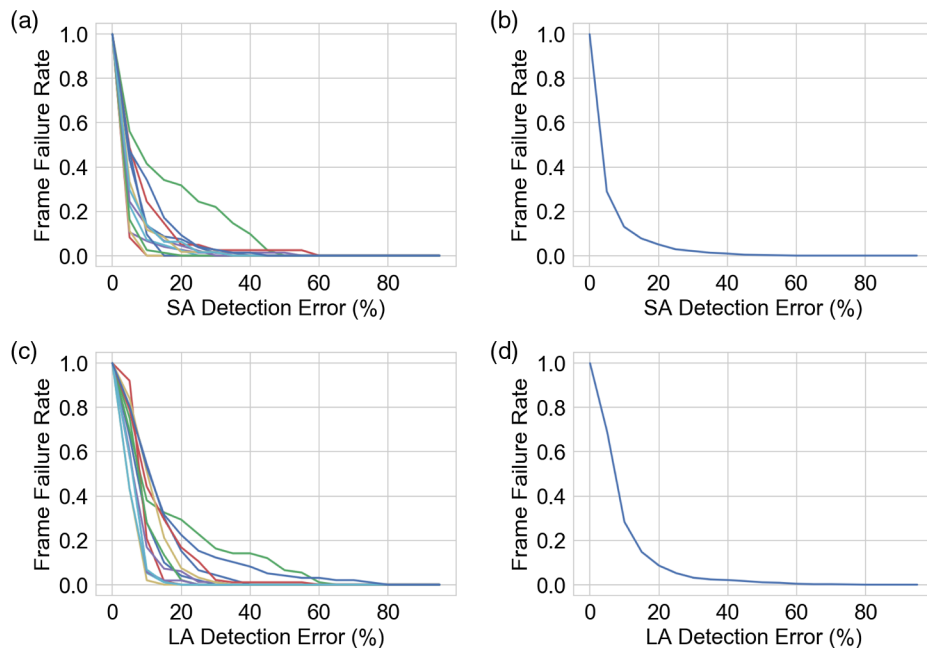 (a)
Frame Failure Rate
1.0
0.8
0.6
0.4
0.2
0.0
0 20 40 60 80
SA Detection Error (%)
(b)
Frame Failure Rate
1.0
0.8
0.6
0.4
0.2
0.0
0 20 40 60 80
SA Detection Error (%)
(c)
Frame Failure Rate
1.0
0.8
0.6
0.4
0.2
0.0
0 20 40 60 80
LA Detection Error (%)
(d)
Frame Failure Rate
1.0
0.8
0.6
0.4
0.2
0.0
0 20 40 60 80
LA Detection Error (%)